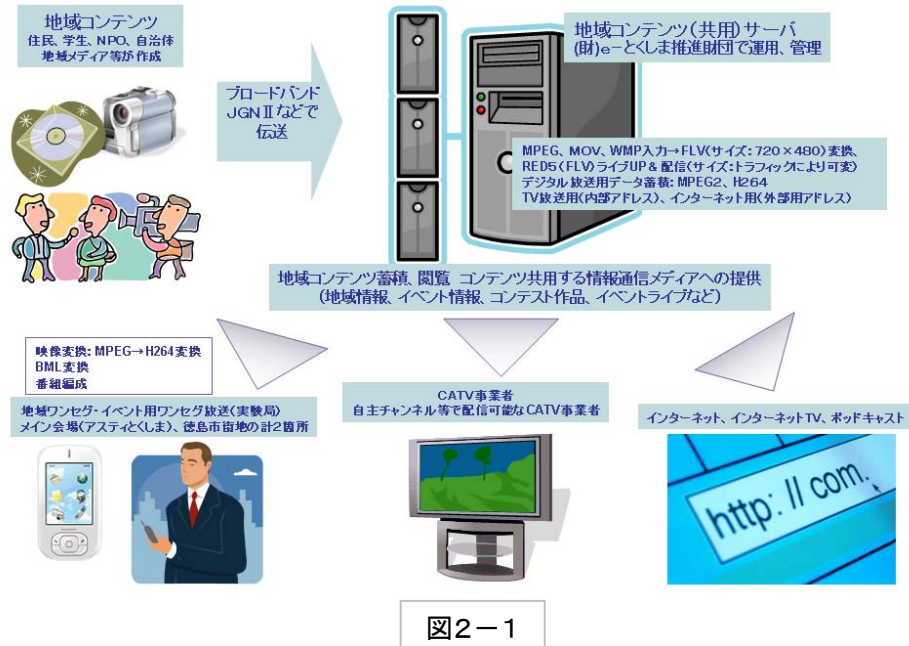 地域コンテンツ
住民、学生、NPO、自治体
地域メディア等が作成
ブロードバンド
JGNⅡなどで
伝送
地域コンテンツ(共用)サーバ
(財)e-とくしま推進財団で運用、管理
MPEG、MOV、WMP入力→FLV(サイズ:720×480)変換、
RED5(FLV)ライブUP&配信(サイズ:トラフィックにより可変)
デジタル放送用データ蓄積:MPEG2、H264
TV放送用(内部アドレス)、インターネット用(外部用アドレス)
地域コンテンツ蓄積、閲覧 コンテンツ共用する情報通信メディアへの提供
(地域情報、イベント情報、コンテスト作品、イベントライブなど)
映像変換:MPEG→H264変換
BML変換
番組編成
地域ワンセグ・イベント用ワンセグ放送(実験局)
メイン会場(アスティとくしま)、徳島市街地の計2箇所
CATV事業者
自主チャンネル等で配信可能なCATV事業者
インターネット、インターネットTV、ポッドキャスト
http: // com.
図2-1